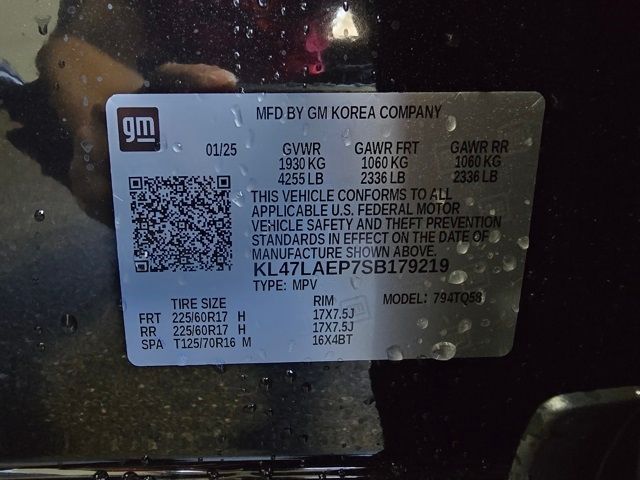 MFD BY GM KOREA COMPANY
gm
01/25 GVWR GAWR FRT GAWR RR
1930 KG 1060 KG 1060 KG
4255 LB 2336 LB 2336 LB
THIS VEHICLE CONFORMS TO ALL
APPLICABLE U.S. FEDERAL MOTOR
VEHICLE SAFETY AND THEFT PREVENTION
STANDARDS IN EFFECT ON THE DATE OF
MANUFACTURE SHOWN ABOVE.
KL47LAEP7SB179219
TYPE: MPV MODEL: 794TQ58
TIRE SIZE RIM
FRT 225/60R17 H 17X7.5J
RR 225/60R17 H 17X7.5J
SPA T125/70R16 M 16X4BT